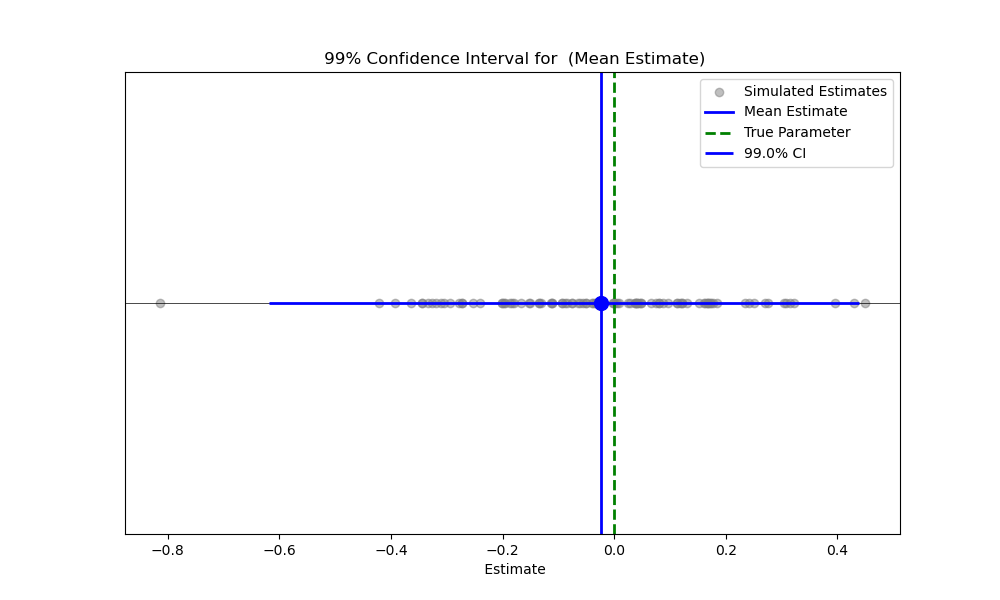 99% Confidence Interval for  (Mean Estimate)
Simulated Estimates
Mean Estimate
True Parameter
99.0% CI
−0.8
−0.6
−0.4
−0.2
0.0
0.2
0.4
Estimate